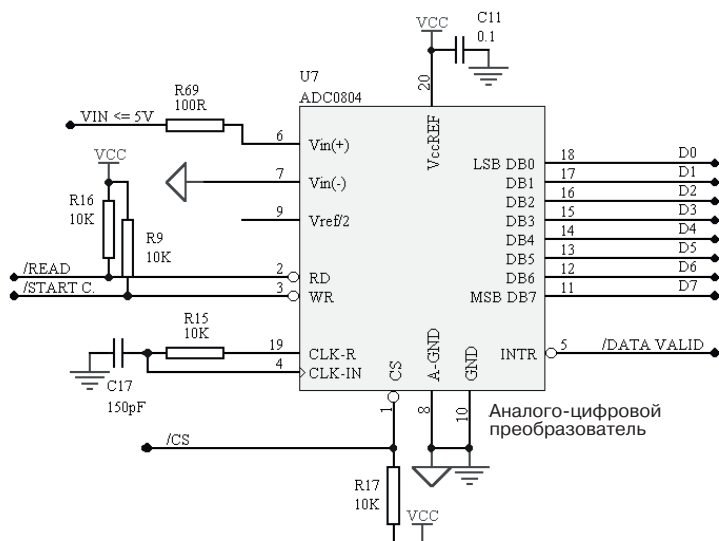 VCC
C11
0.1
U7
ADC0804
R69
100R
VIN <= 5V
20
VccREF
6
Vin(+)
7
Vin(-)
9
Vref/2
VCC
R16
10K
R9
10K
/READ
2
RD
/START C.
3
WR
R15
10K
19
CLK-R
4
CLK-IN
C17
150pF
LSB DB0
18
D0
DB1
17
D1
DB2
16
D2
DB3
15
D3
DB4
14
D4
DB5
13
D5
DB6
12
D6
MSB DB7
11
D7
INTR
5
/DATA VALID
CS
A-GND
GND
1
8
10
Аналого-цифровой
преобразователь
/CS
R17
10K
VCC